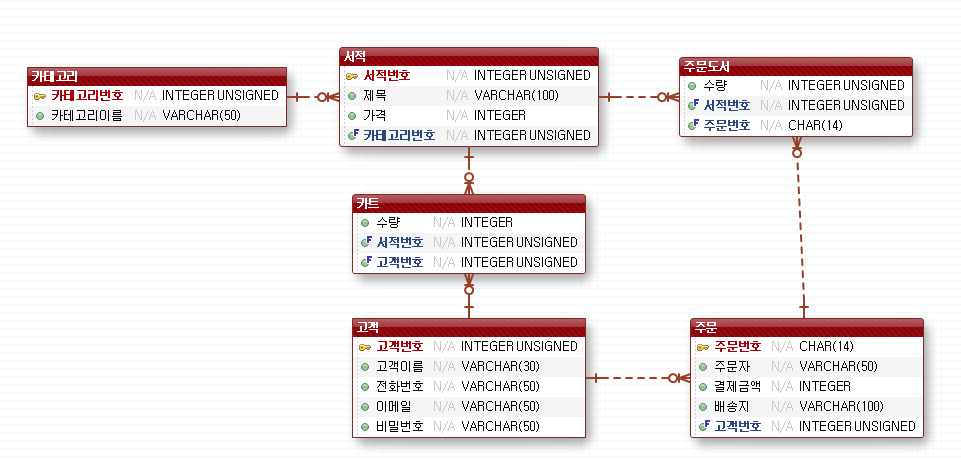 카테고리
카테고리번호 N/A INTEGER UNSIGNED
카테고리이름 N/A VARCHAR(50)
서적
서적번호 N/A INTEGER UNSIGNED
제목 N/A VARCHAR(100)
가격 N/A INTEGER
F 카테고리번호 N/A INTEGER UNSIGNED
주문도서
수량 N/A INTEGER UNSIGNED
F 서적번호 N/A INTEGER UNSIGNED
F 주문번호 N/A CHAR(14)
카트
수량 N/A INTEGER
F 서적번호 N/A INTEGER UNSIGNED
F 고객번호 N/A INTEGER UNSIGNED
고객
고객번호 N/A INTEGER UNSIGNED
고객이름 N/A VARCHAR(30)
전화번호 N/A VARCHAR(50)
이메일 N/A VARCHAR(50)
비밀번호 N/A VARCHAR(50)
주문
주문번호 N/A CHAR(14)
주문자 N/A VARCHAR(50)
결제금액 N/A INTEGER
배송지 N/A VARCHAR(100)
F 고객번호 N/A INTEGER UNSIGNED